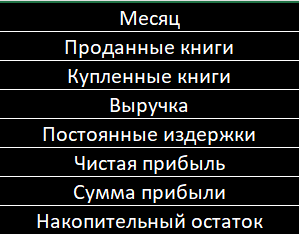 Месяц
Проданные книги
Купленные книги
Выручка
Постоянные издержки
Чистая прибыль
Сумма прибыли
Накопительный остаток